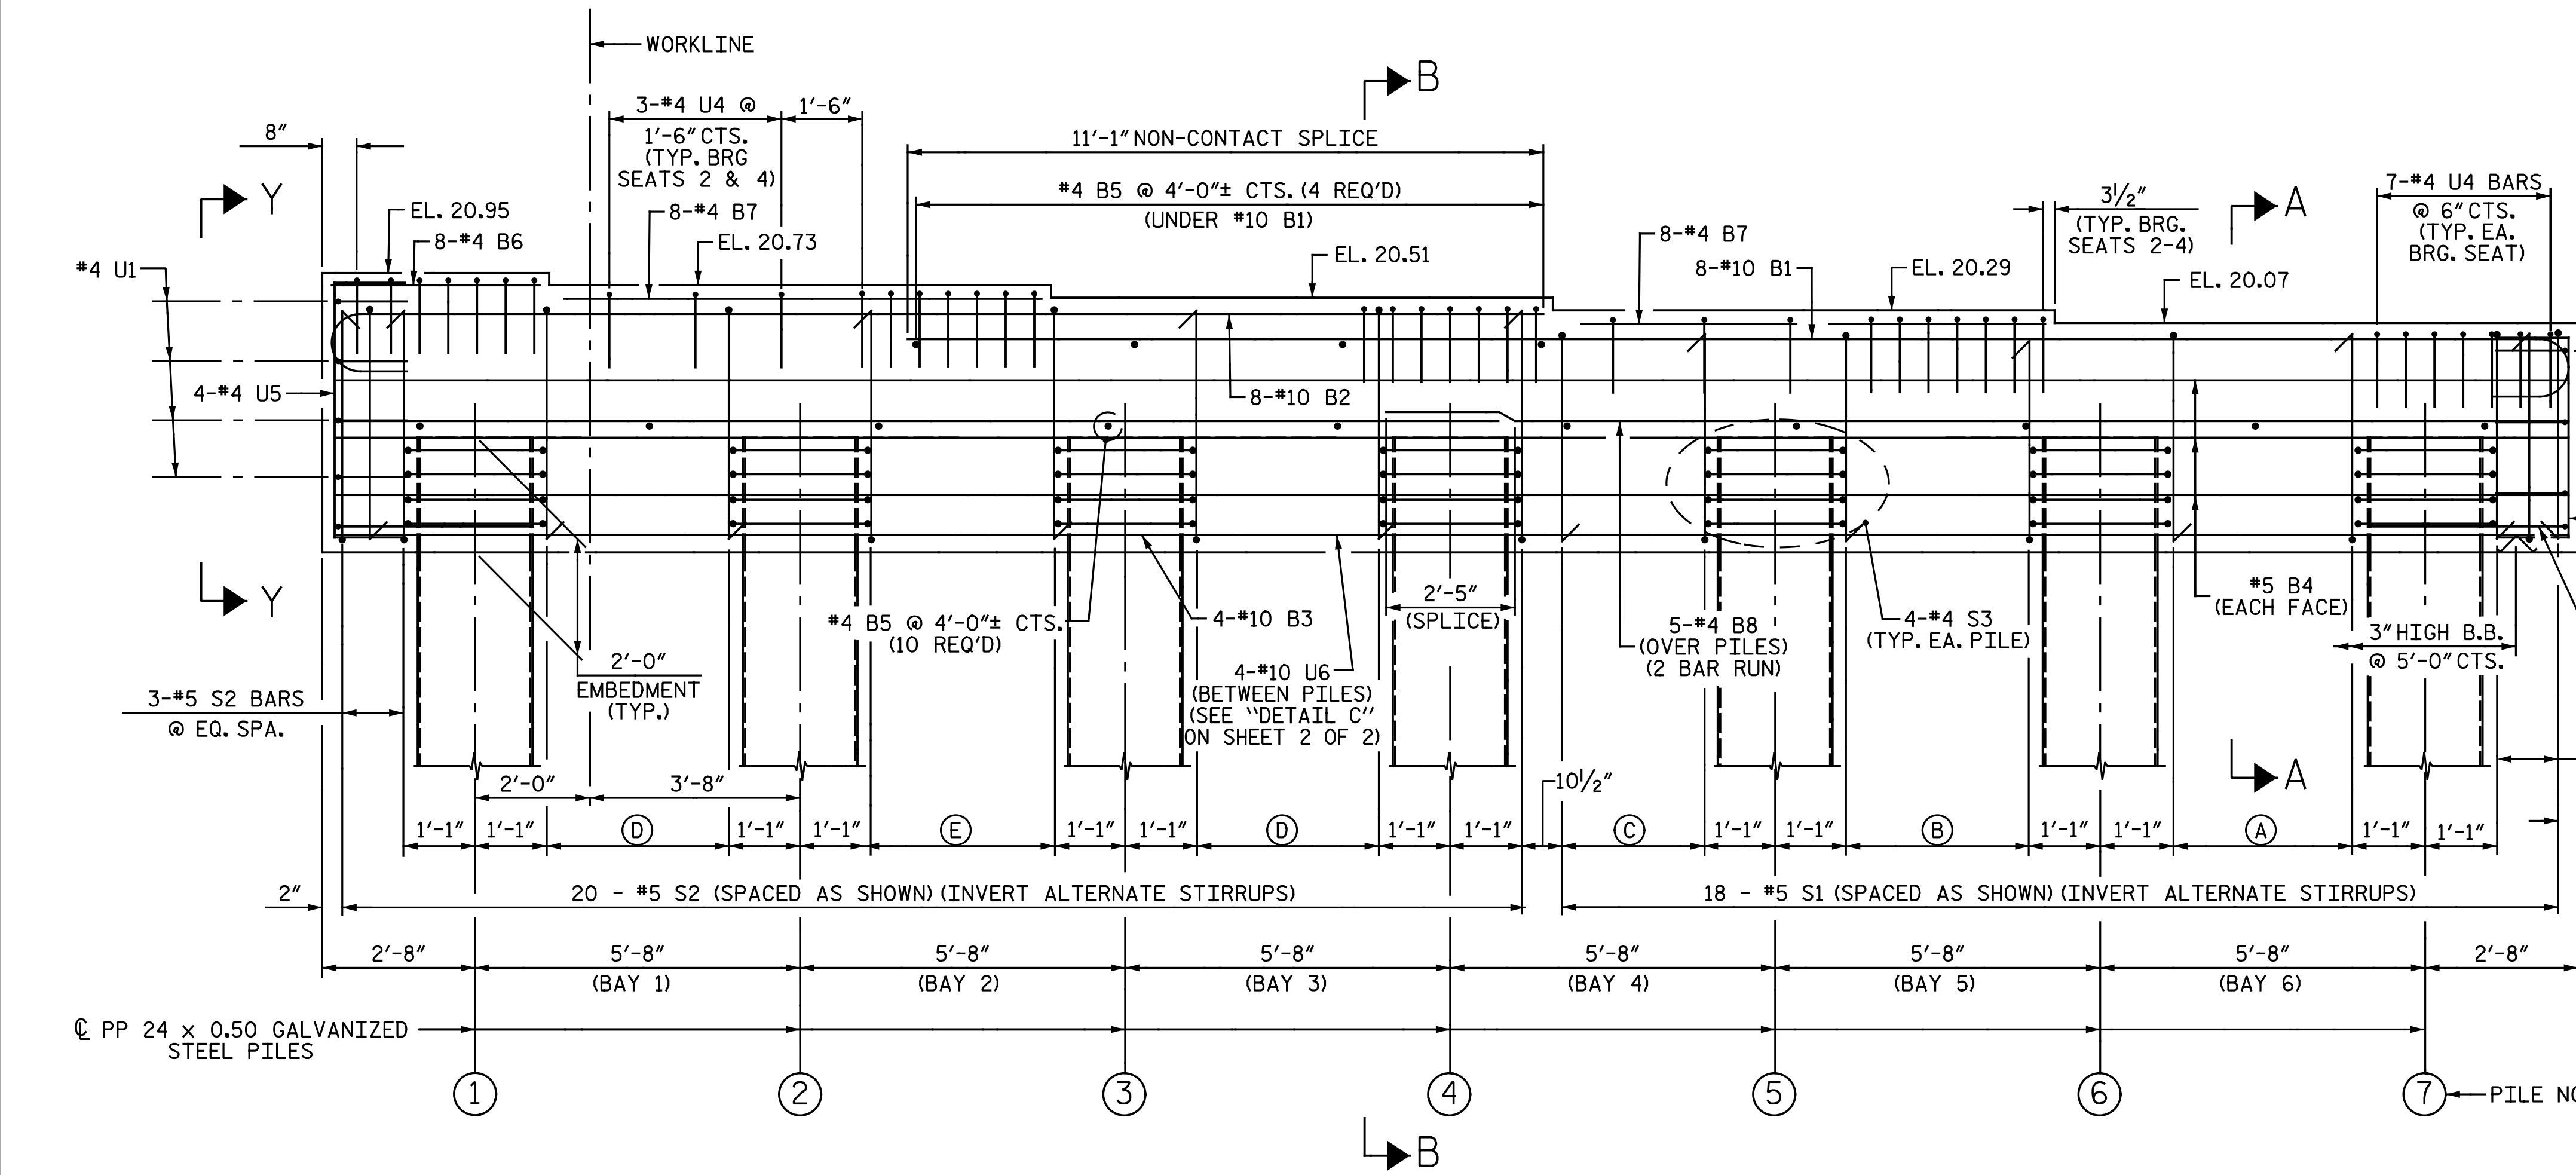 WORKLINE
B
3-#4 U4 @
1'-6" CTS.
(TYP. BRG
SEATS 2 & 4)
1'-6"
8"
11'-1" NON-CONTACT SPLICE
#4 B5 @ 4'-0"± CTS. (4 REQ'D)
(UNDER #10 B1)
Y
A
3½"
(TYP. BRG.
SEATS 2-4)
7-#4 U4 BARS
@ 6" CTS.
(TYP. EA.
BRG. SEAT)
EL. 20.95
8-#4 B6
8-#4 B7
EL. 20.73
EL. 20.51
8-#4 B7
8-#10 B1
EL. 20.29
EL. 20.07
#4 U1
4-#4 U5
8-#10 B2
Y
#4 B5 @ 4'-0"± CTS.
(10 REQ'D)
4-#10 B3
2'-5"
(SPLICE)
5-#4 B8
(OVER PILES)
(2 BAR RUN)
4-#4 S3
(TYP. EA. PILE)
#5 B4
(EACH FACE)
3" HIGH B.B.
@ 5'-0" CTS.
2'-0"
EMBEDMENT
(TYP.)
4-#10 U6
(BETWEEN PILES)
(SEE "DETAIL C"
ON SHEET 2 OF 2)
3-#5 S2 BARS
@ EQ. SPA.
2'-0"
3'-8"
10½"
A
1'-1" 1'-1" D 1'-1" 1'-1" E 1'-1" 1'-1" D 1'-1" 1'-1" C 1'-1" 1'-1" B 1'-1" 1'-1" A 1'-1" 1'-1"
2"
20 - #5 S2 (SPACED AS SHOWN) (INVERT ALTERNATE STIRRUPS)
18 - #5 S1 (SPACED AS SHOWN) (INVERT ALTERNATE STIRRUPS)
2'-8" 5'-8" 5'-8" 5'-8" 5'-8" 5'-8" 5'-8" 2'-8"
(BAY 1) (BAY 2) (BAY 3) (BAY 4) (BAY 5) (BAY 6)
℄ PP 24 x 0.50 GALVANIZED
STEEL PILES
1 2 3 4 5 6 7
PILE
B